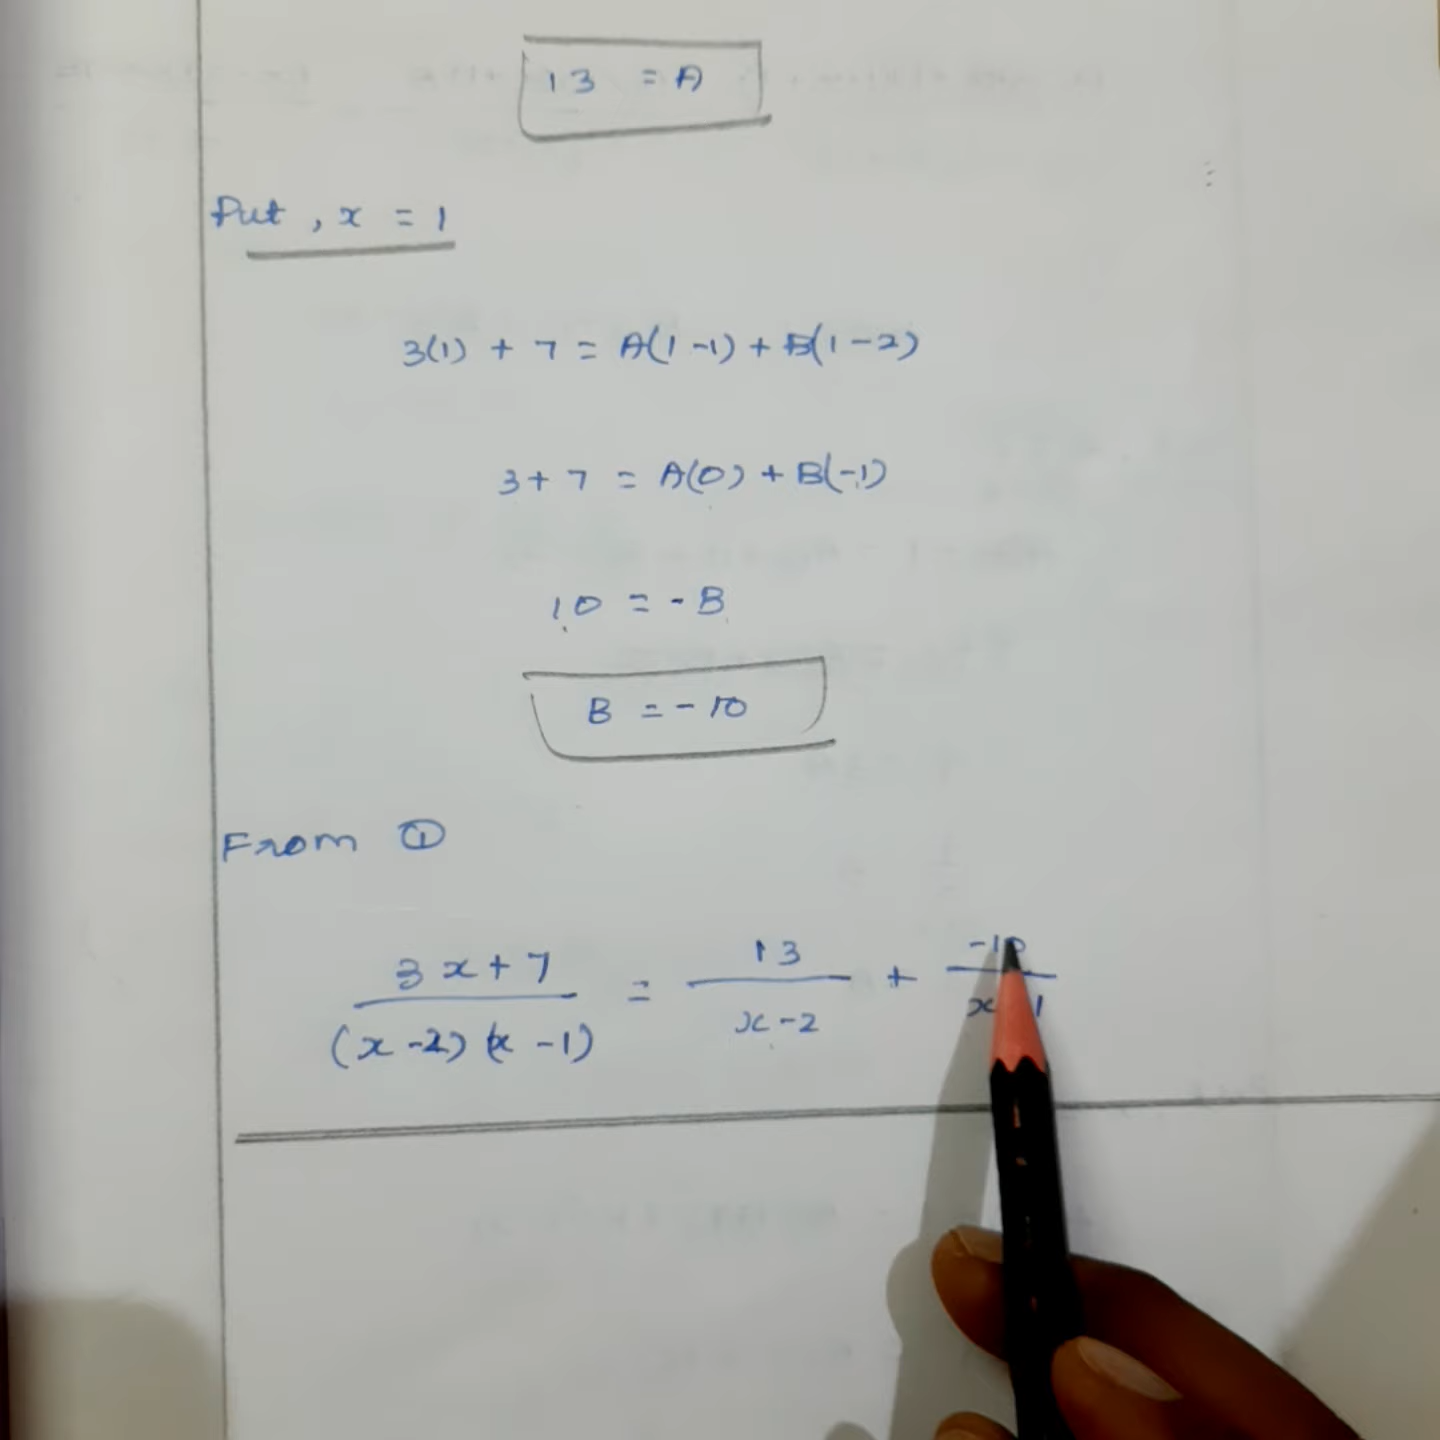 13 = A
Put, x = 1
3(1) + 7 = A(1-1) + B(1-2)
3+7 = A(0) + B(-1)
10 = -B
B = -10
From ①
3x+7 / (x-2)(x-1) = 13 / x-2 + -10 / x-1